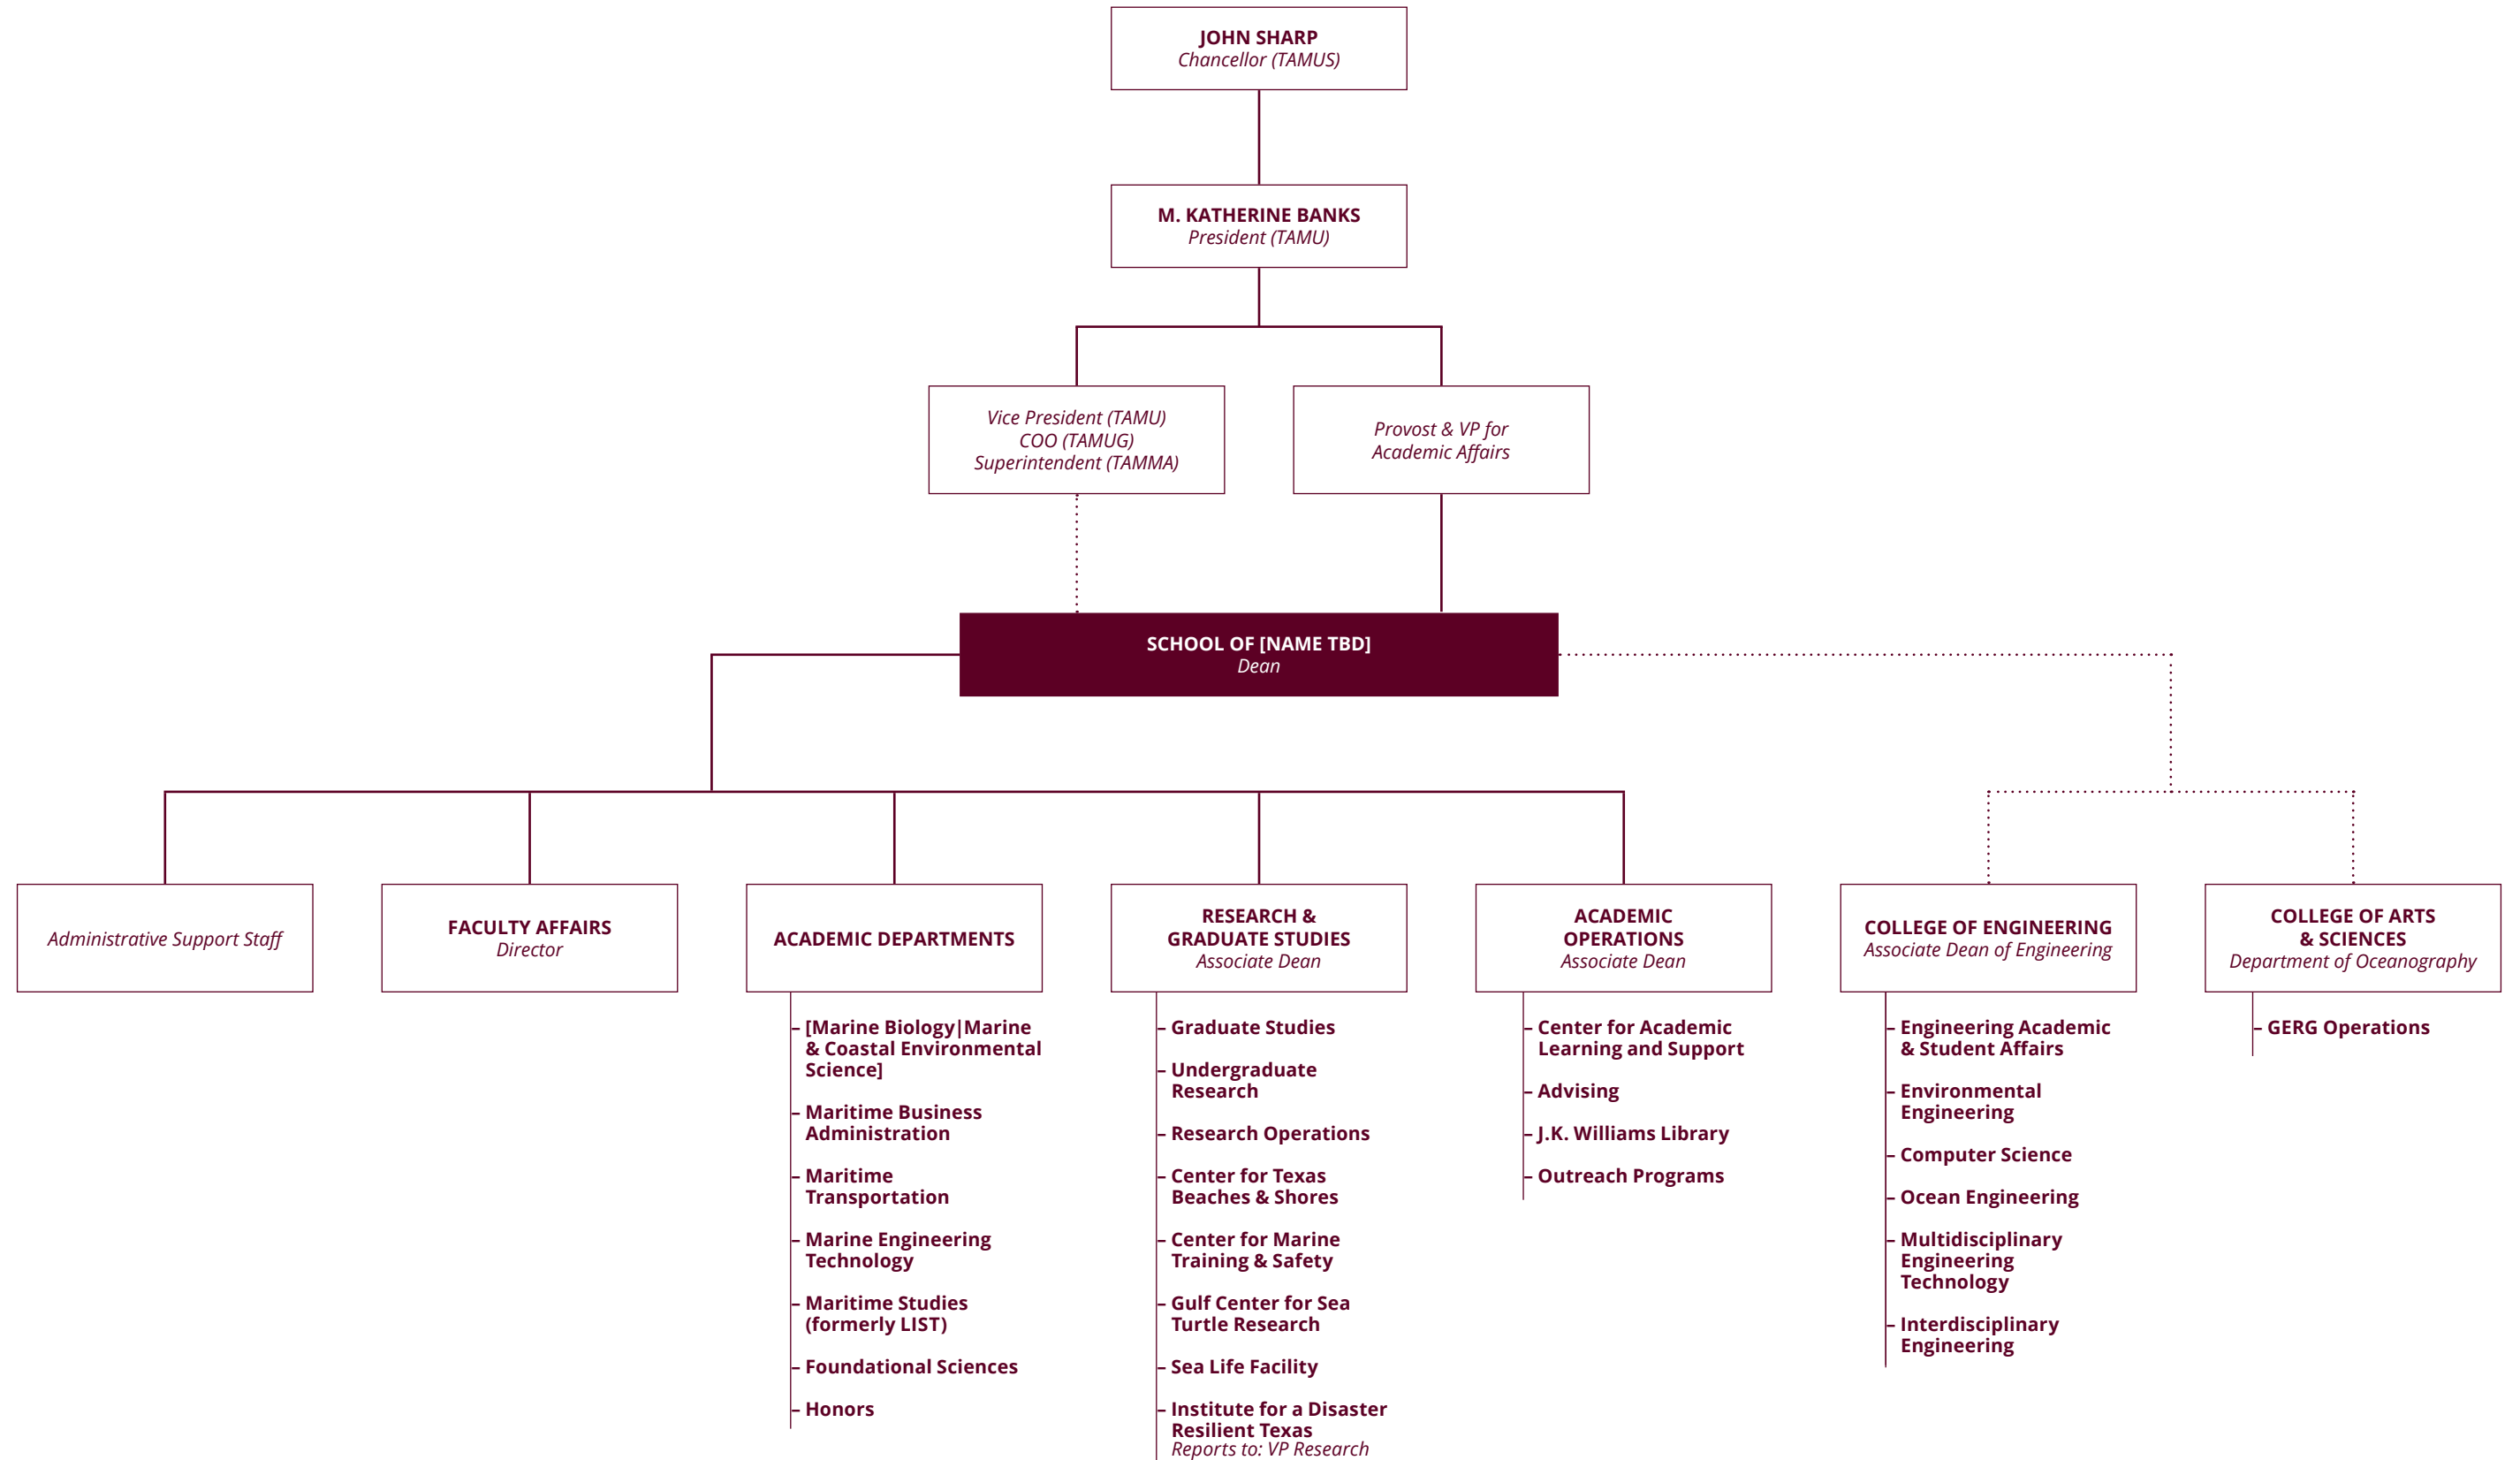 JOHN SHARP
Chancellor (TAMUS)
M. KATHERINE BANKS
President (TAMU)
Vice President (TAMU)
COO (TAMUG)
Superintendent (TAMMA)
Provost & VP for
Academic Affairs
SCHOOL OF [NAME TBD]
Dean
Administrative Support Staff
FACULTY AFFAIRS
Director
ACADEMIC DEPARTMENTS
– [Marine Biology|Marine
& Coastal Environmental
Science]
– Maritime Business
Administration
– Maritime
Transportation
– Marine Engineering
Technology
– Maritime Studies
(formerly LIST)
– Foundational Sciences
– Honors
RESEARCH &
GRADUATE STUDIES
Associate Dean
– Graduate Studies
– Undergraduate
Research
– Research Operations
– Center for Texas
Beaches & Shores
– Center for Marine
Training & Safety
– Gulf Center for Sea
Turtle Research
– Sea Life Facility
– Institute for a Disaster
Resilient Texas
Reports to: VP Research
ACADEMIC
OPERATIONS
Associate Dean
– Center for Academic
Learning and Support
– Advising
– J.K. Williams Library
– Outreach Programs
COLLEGE OF ENGINEERING
Associate Dean of Engineering
– Engineering Academic
& Student Affairs
– Environmental
Engineering
– Computer Science
– Ocean Engineering
– Multidisciplinary
Engineering
Technology
– Interdisciplinary
Engineering
COLLEGE OF ARTS
& SCIENCES
Department of Oceanography
– GERG Operations